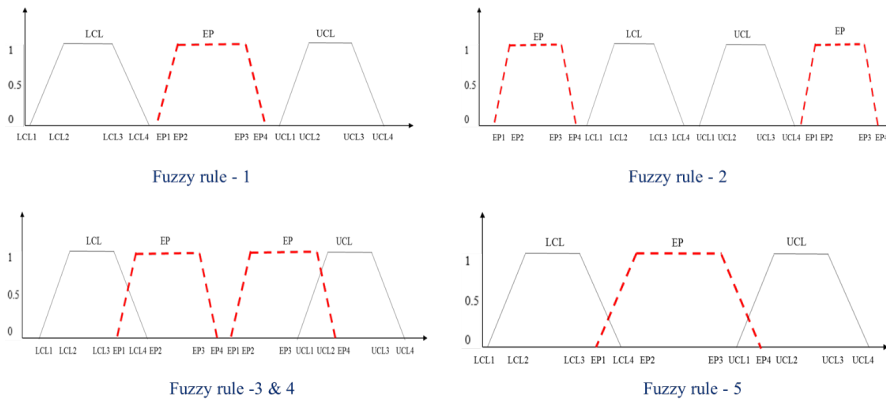 LCL EP UCL
1
0.5
0
LCL1 LCL2 LCL3 LCL4 EP1 EP2 EP3 EP4 UCL1 UCL2 UCL3 UCL4
Fuzzy rule - 1
EP LCL UCL EP
1
0.5
0
EP1 EP2 EP3 EP4 LCL1 LCL2 LCL3 LCL4 UCL1 UCL2 UCL3 UCL4 EP1 EP2 EP3 EP4
Fuzzy rule - 2
LCL EP EP UCL
1
0.5
0
LCL1 LCL2 LCL3 EP1 LCL4 EP2 EP3 EP4 EP1 EP2 EP3 UCL1 UCL2 EP4 UCL3 UCL4
Fuzzy rule -3 & 4
LCL EP UCL
1
0.5
0
LCL1 LCL2 LCL3 EP1 LCL4 EP2 EP3 UCL1 EP4 UCL2 UCL3 UCL4
Fuzzy rule - 5